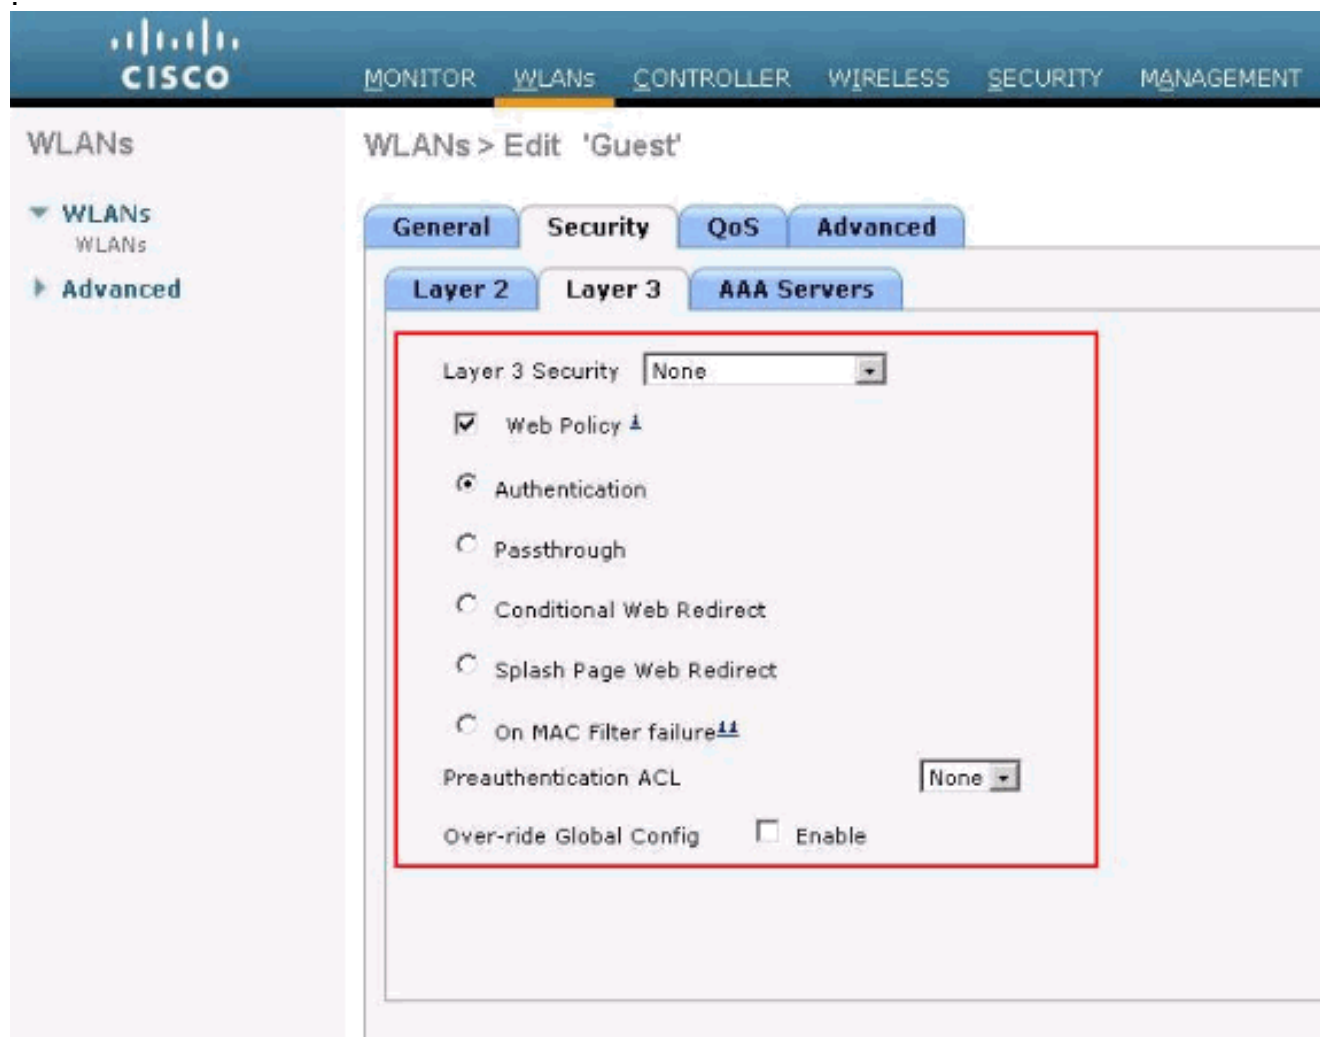 CISCO
MONITOR WLANs CONTROLLER WIRELESS SECURITY MANAGEMENT
WLANs
WLANs > Edit 'Guest'
WLANs
WLANs
Advanced
General Security QoS Advanced
Layer 2 Layer 3 AAA Servers
Layer 3 Security None
Web Policy 1
Authentication
Passthrough
Conditional Web Redirect
Splash Page Web Redirect
On MAC Filter failure11
Preauthentication ACL None
Over-ride Global Config Enable